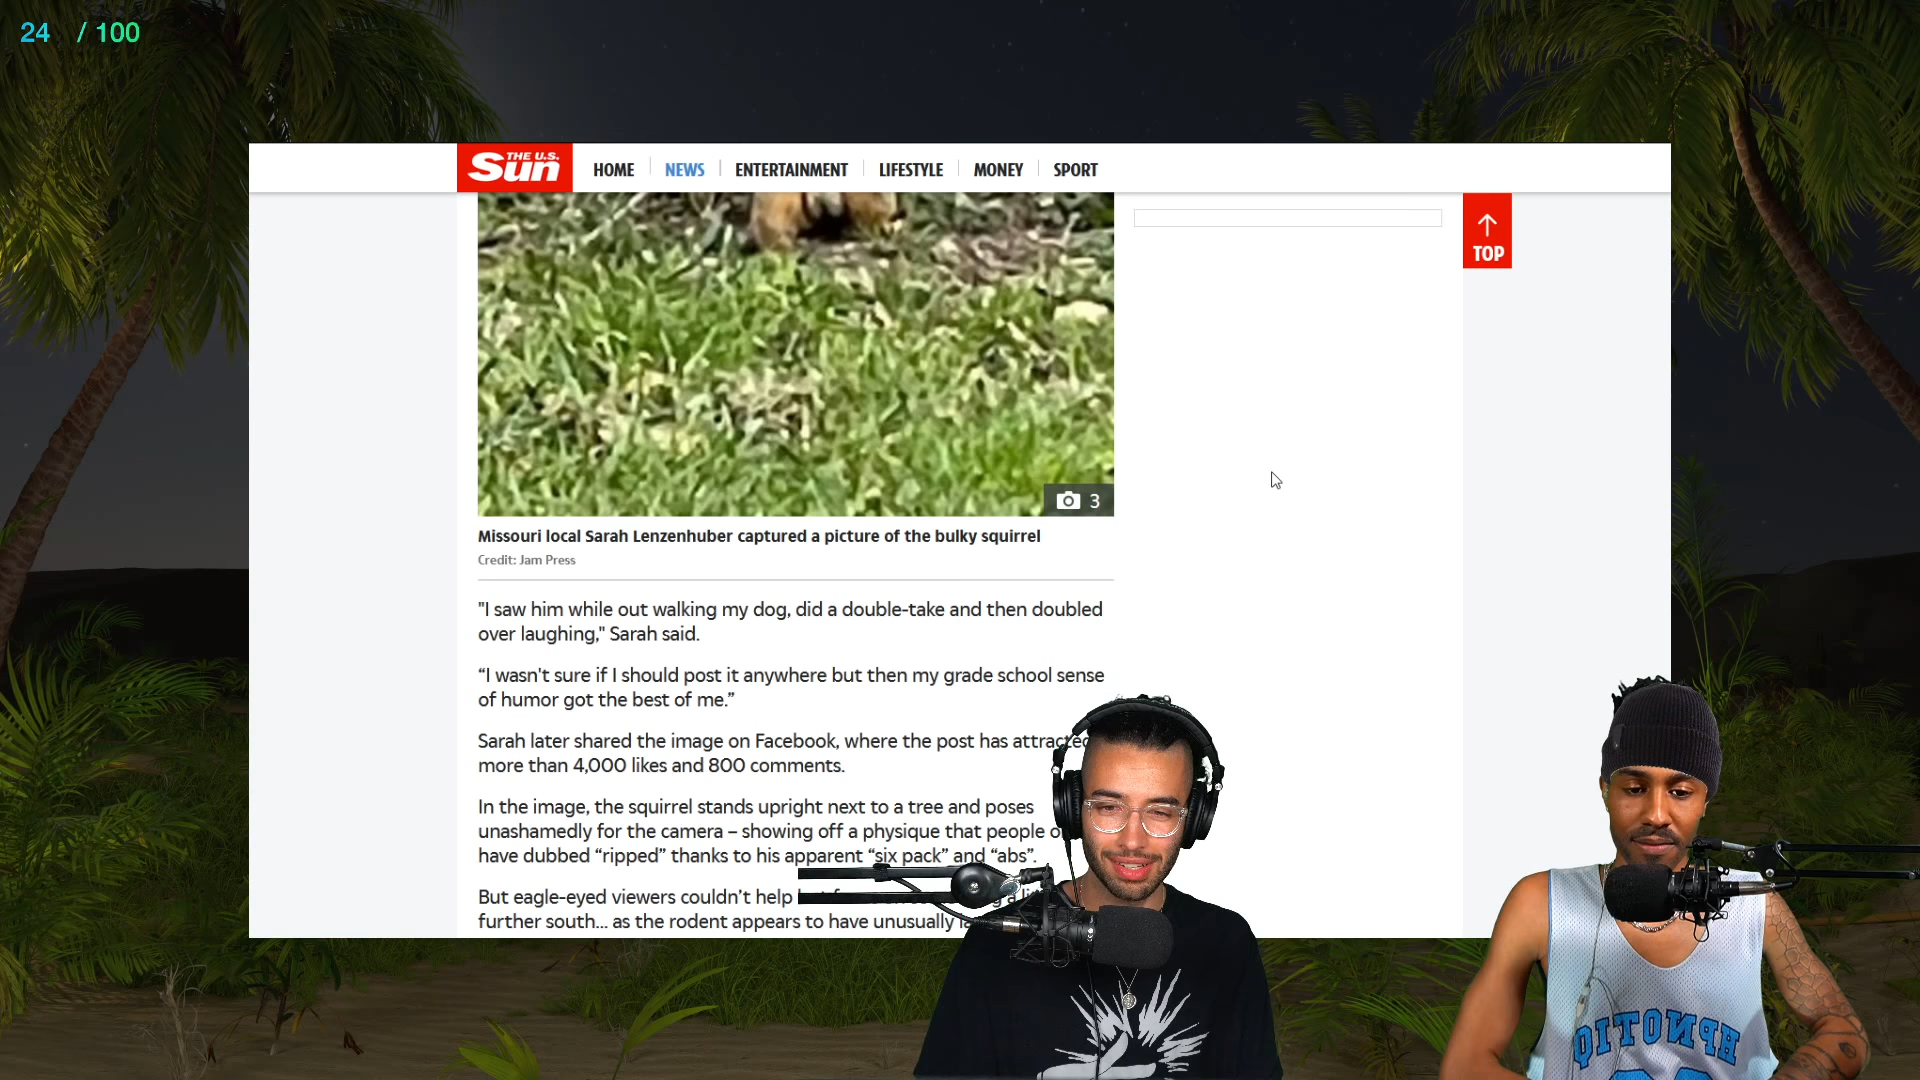 24 / 100
THE U.S. Sun
HOME NEWS ENTERTAINMENT LIFESTYLE MONEY SPORT
TOP
3
Missouri local Sarah Lenzenhuber captured a picture of the bulky squirrel
Credit: Jam Press
"I saw him while out walking my dog, did a double-take and then doubled
over laughing," Sarah said.
“I wasn't sure if I should post it anywhere but then my grade school sense
of humor got the best of me.”
Sarah later shared the image on Facebook, where the post has attracted
more than 4,000 likes and 800 comments.
In the image, the squirrel stands upright next to a tree and poses
unashamedly for the camera – showing off a physique that people
have dubbed “ripped” thanks to his apparent “six pack” and “abs”.
But eagle-eyed viewers couldn’t help
further south... as the rodent appears to have unusually
HPNOTIQ